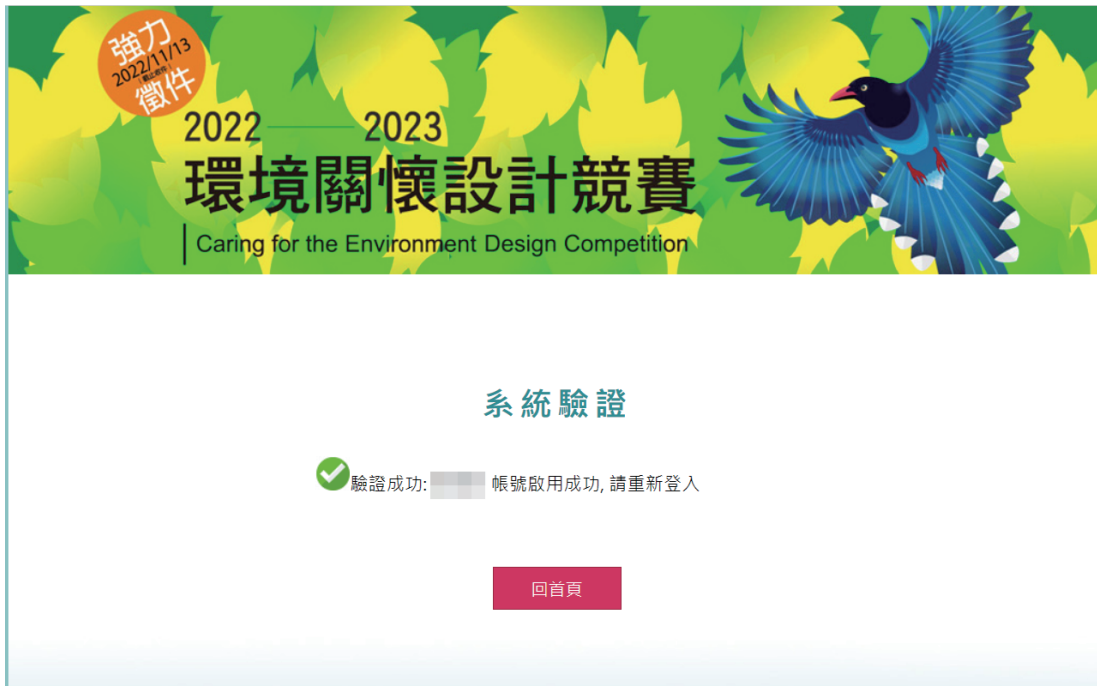 強力
2022/11/13
徵件
2022 —— 2023
環境關懷設計競賽
Caring for the Environment Design Competition
系統驗證
驗證成功: 帳號啟用成功, 請重新登入
回首頁